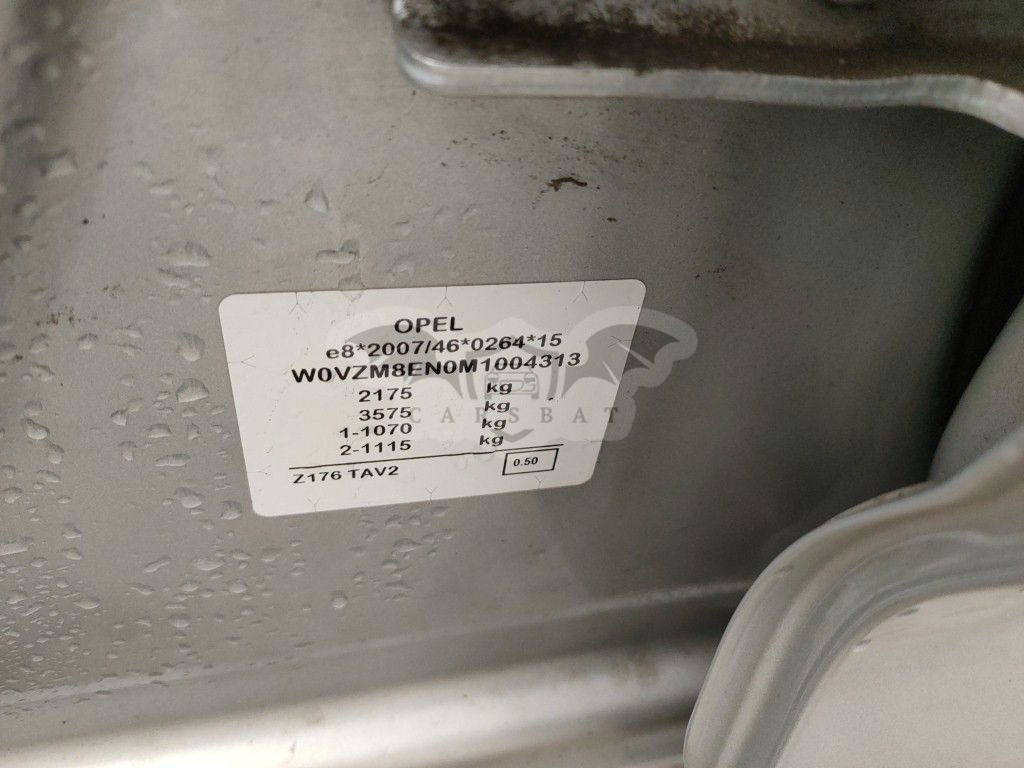 OPEL
e8*2007/46*0264*15
W0VZM8EN0M1004313
2175 kg
3575 kg
1-1070 kg
2-1115 kg
Z176 TAV2 0.50
CARSBAT